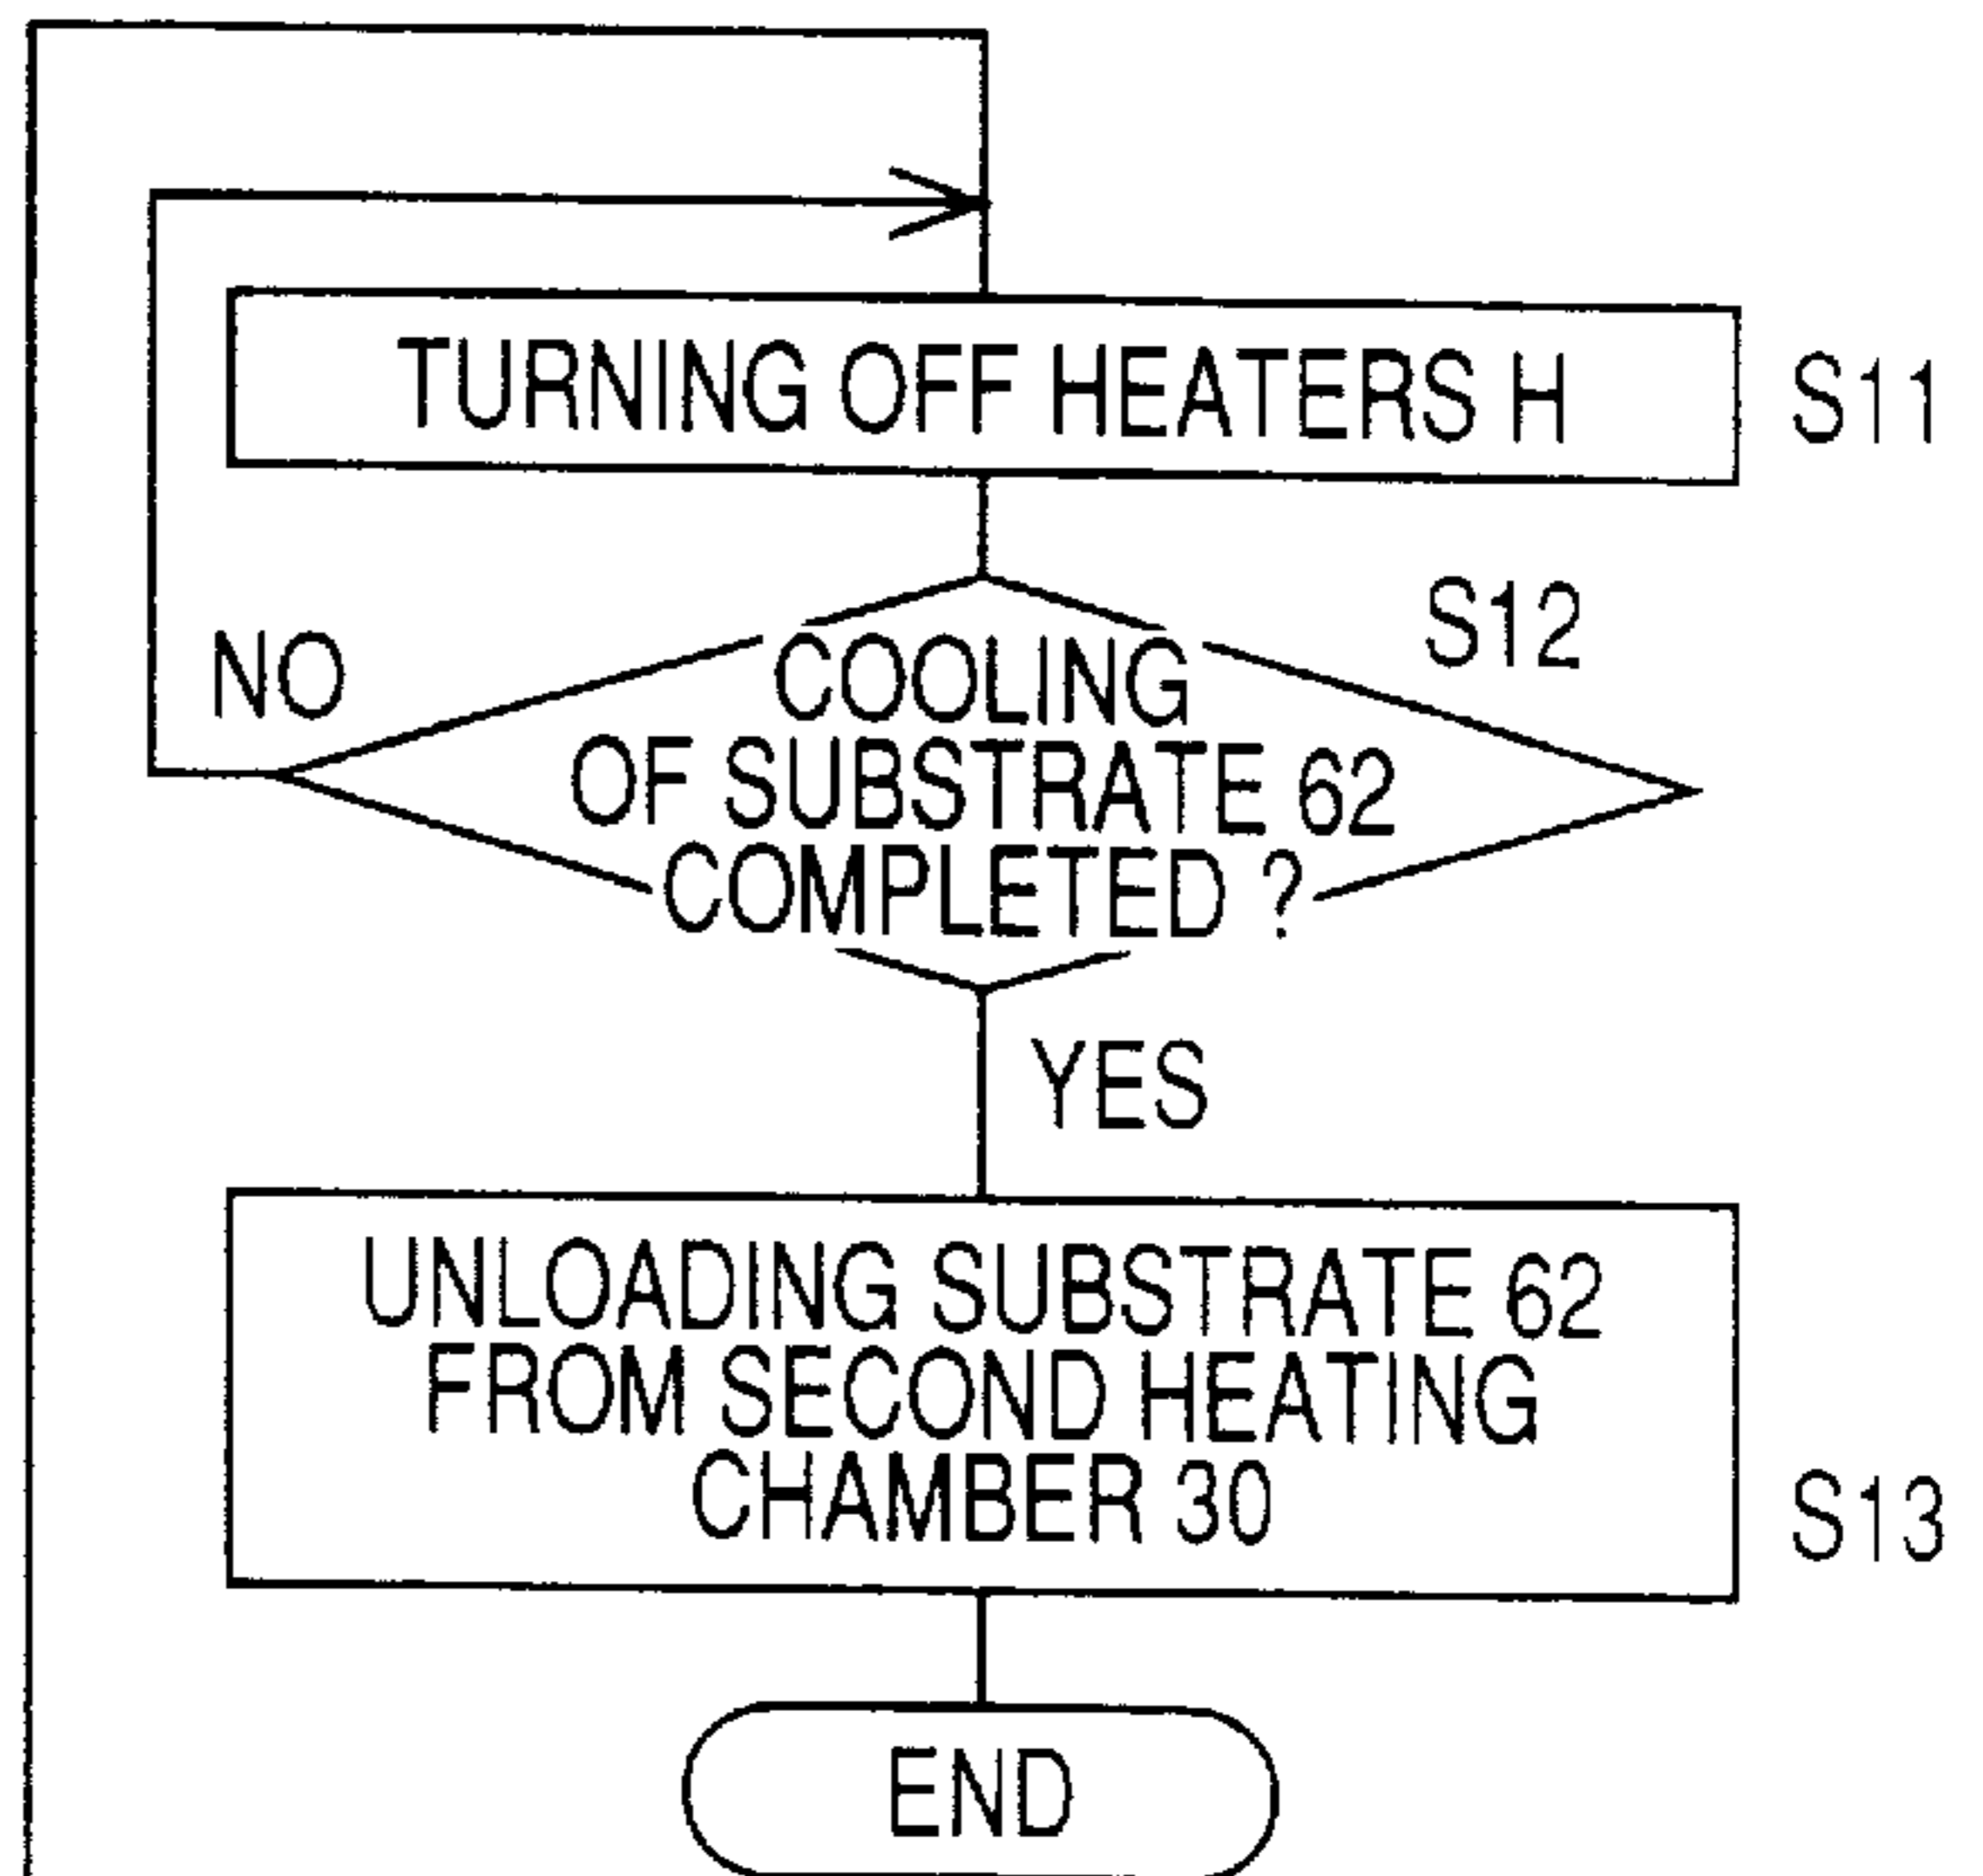 TURNING OFF HEATERS H
S11
S12
NO
COOLING
OF SUBSTRATE 62
COMPLETED ?
YES
UNLOADING SUBSTRATE 62
FROM SECOND HEATING
CHAMBER 30
S13
END